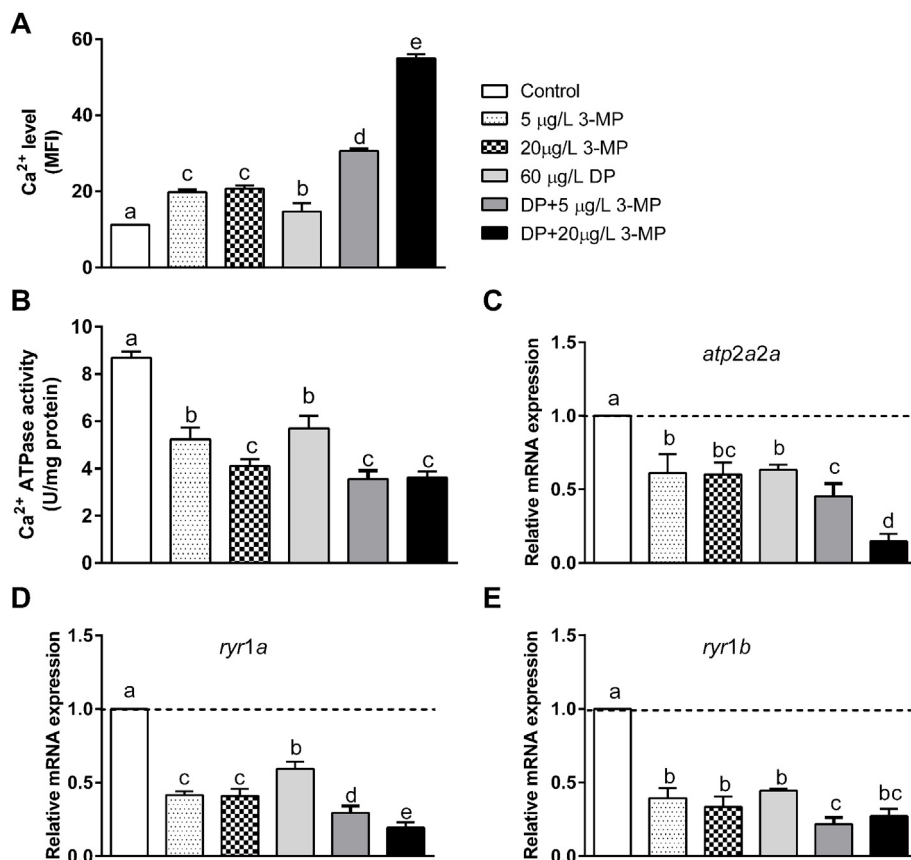 A
Ca2+ level
(MFI)
60
40
20
0
a
c
c
b
d
e
Control
5 µg/L 3-MP
20µg/L 3-MP
60 µg/L DP
DP+5 µg/L 3-MP
DP+20µg/L 3-MP
B
Ca2+ ATPase activity
(U/mg protein)
10
8
6
4
2
0
a
b
c
b
c
c
C
Relative mRNA expression
atp2a2a
1.5
1.0
0.5
0.0
a
b
bc
b
c
d
D
Relative mRNA expression
ryr1a
1.5
1.0
0.5
0.0
a
c
c
b
d
e
E
Relative mRNA expression
ryr1b
1.5
1.0
0.5
0.0
a
b
b
b
c
bc